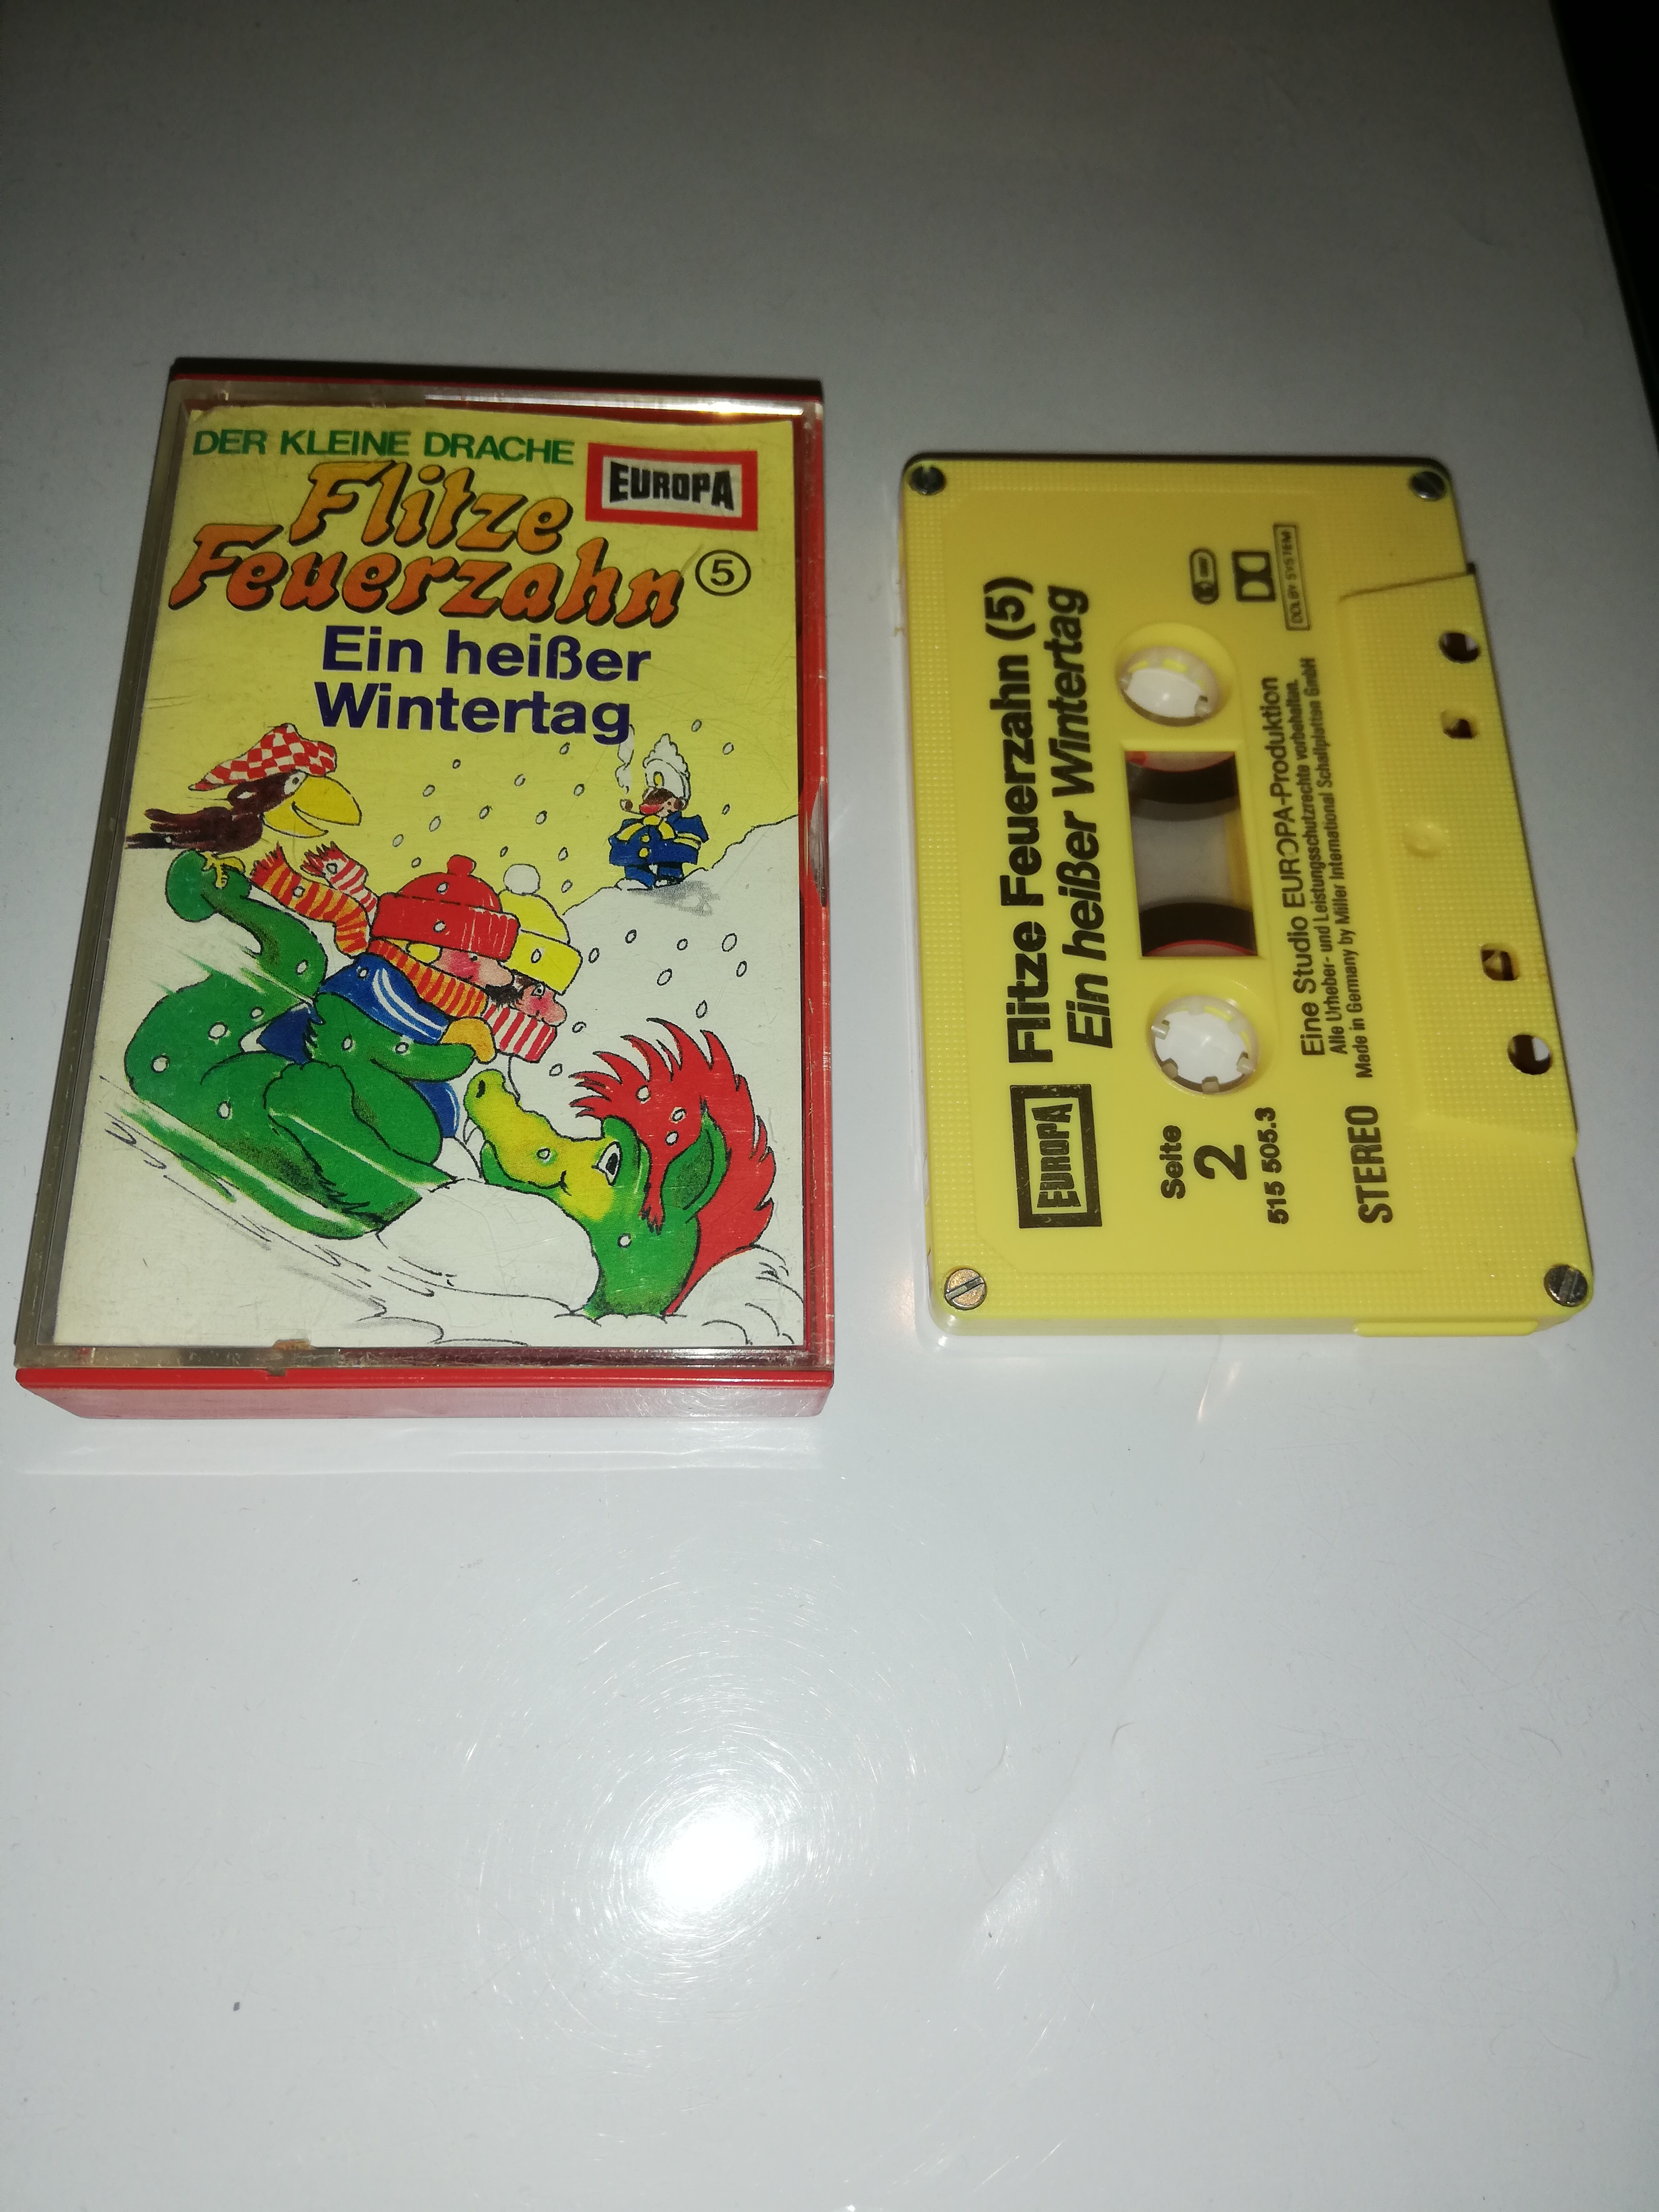 DER KLEINE DRACHE
EUROPA
Flitze
Feuerzahn
5
Ein heißer
Wintertag
EUROPA
Flitze Feuerzahn (5)
Ein heißer Wintertag
Seite
2
515 505.3
DOLBY SYSTEM
Eine Studio EUROPA-Produktion
Alle Urheber- und Leistungsschutzrechte vorbehalten.
Made in Germany by Miller International Schallplatten GmbH
STEREO